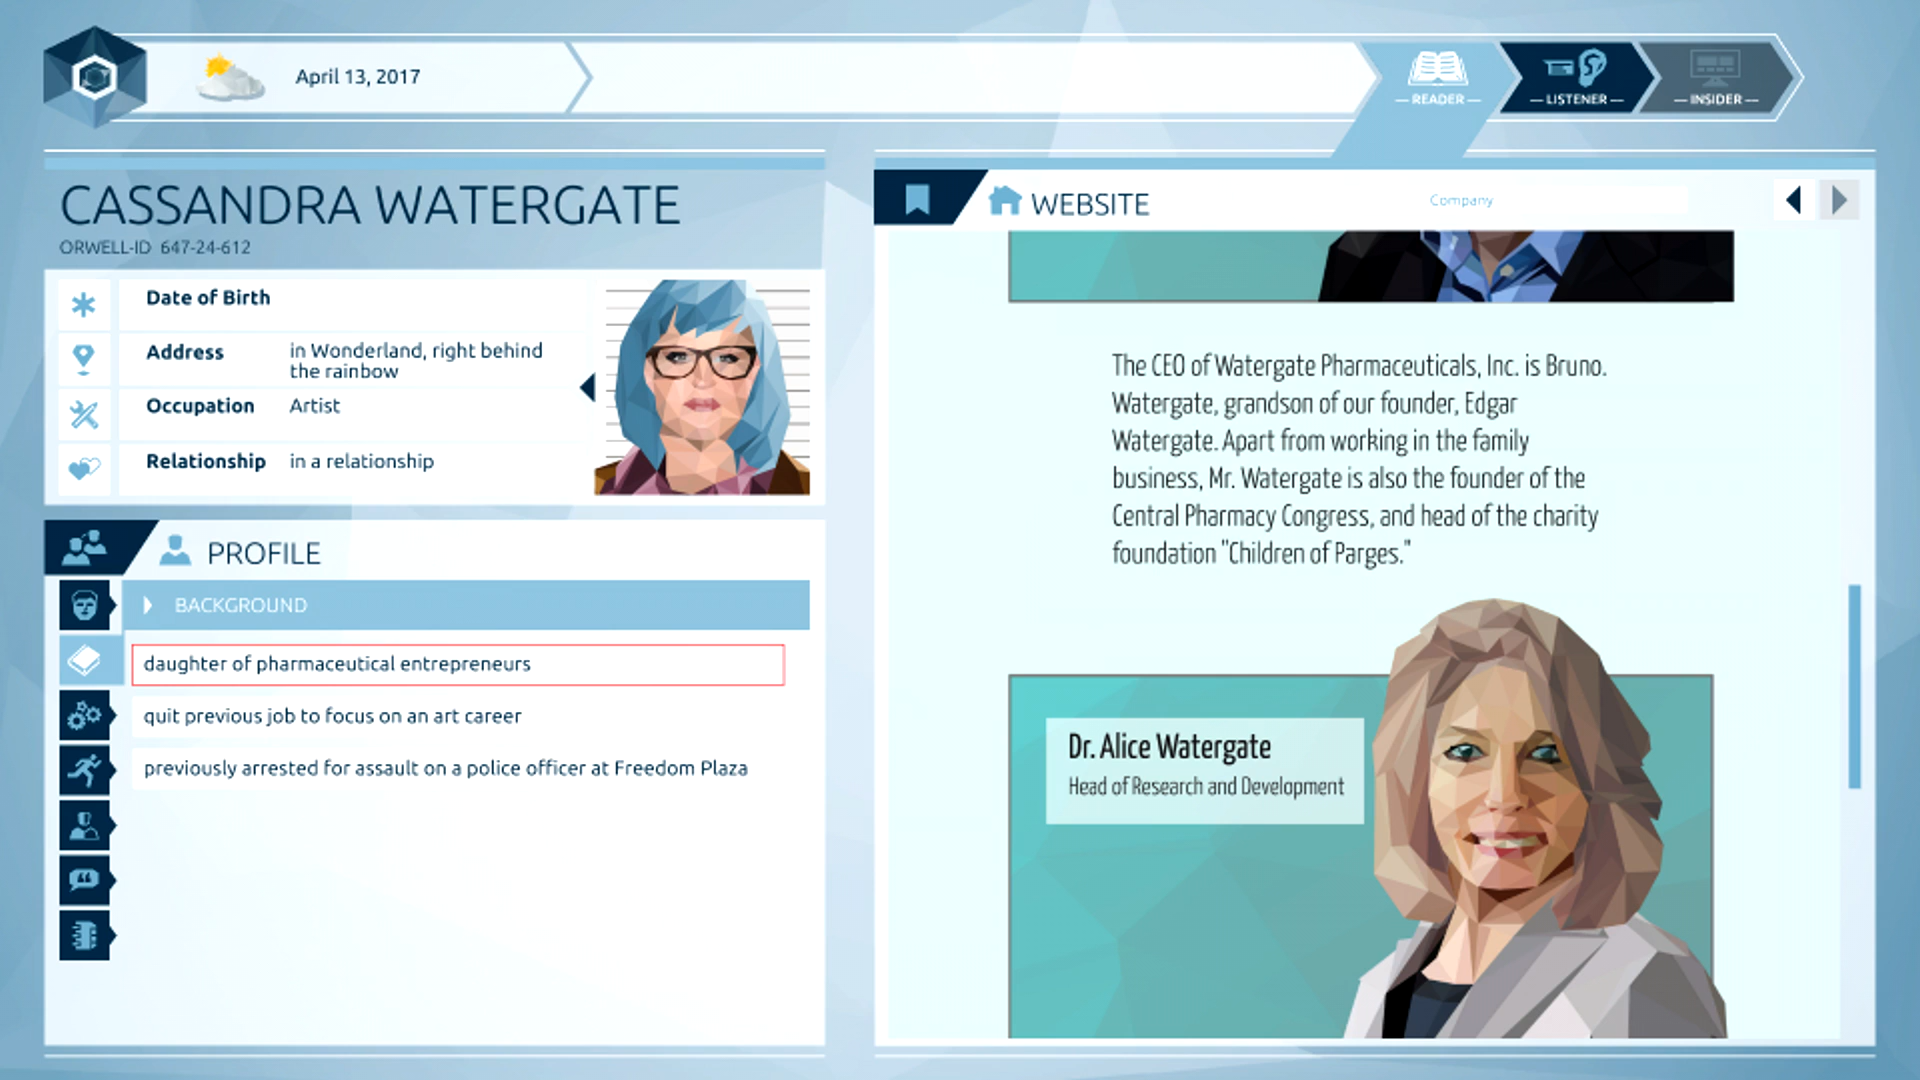 April 13, 2017
READER
LISTENER
INSIDER
CASSANDRA WATERGATE
ORWELL-ID 647-24-612
Date of Birth
Address in Wonderland, right behind
the rainbow
Occupation Artist
Relationship in a relationship
PROFILE
BACKGROUND
daughter of pharmaceutical entrepreneurs
quit previous job to focus on an art career
previously arrested for assault on a police officer at Freedom Plaza
WEBSITE
Company
The CEO of Watergate Pharmaceuticals, Inc. is Bruno.
Watergate, grandson of our founder, Edgar
Watergate. Apart from working in the family
business, Mr. Watergate is also the founder of the
Central Pharmacy Congress, and head of the charity
foundation "Children of Parges."
Dr. Alice Watergate
Head of Research and Development